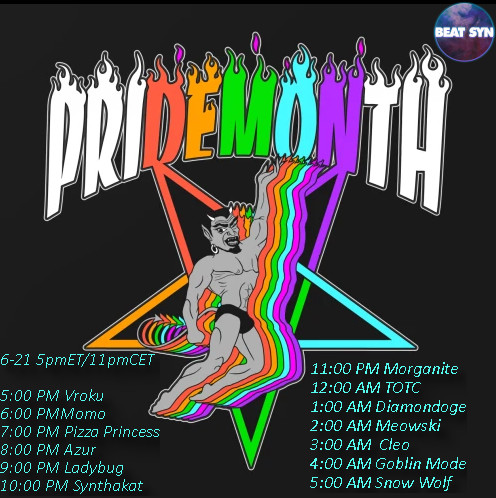 BEAT SYN
PRIDEMONTH
6-21 5pmET/11pmCET
5:00 PM Vroku
6:00 PMMomo
7:00 PM Pizza Princess
8:00 PM Azur
9:00 PM Ladybug
10:00 PM Synthakat
11:00 PM Morganite
12:00 AM TOTC
1:00 AM Diamondoge
2:00 AM Meowski
3:00 AM  Cleo
4:00 AM Goblin Mode
5:00 AM Snow Wolf